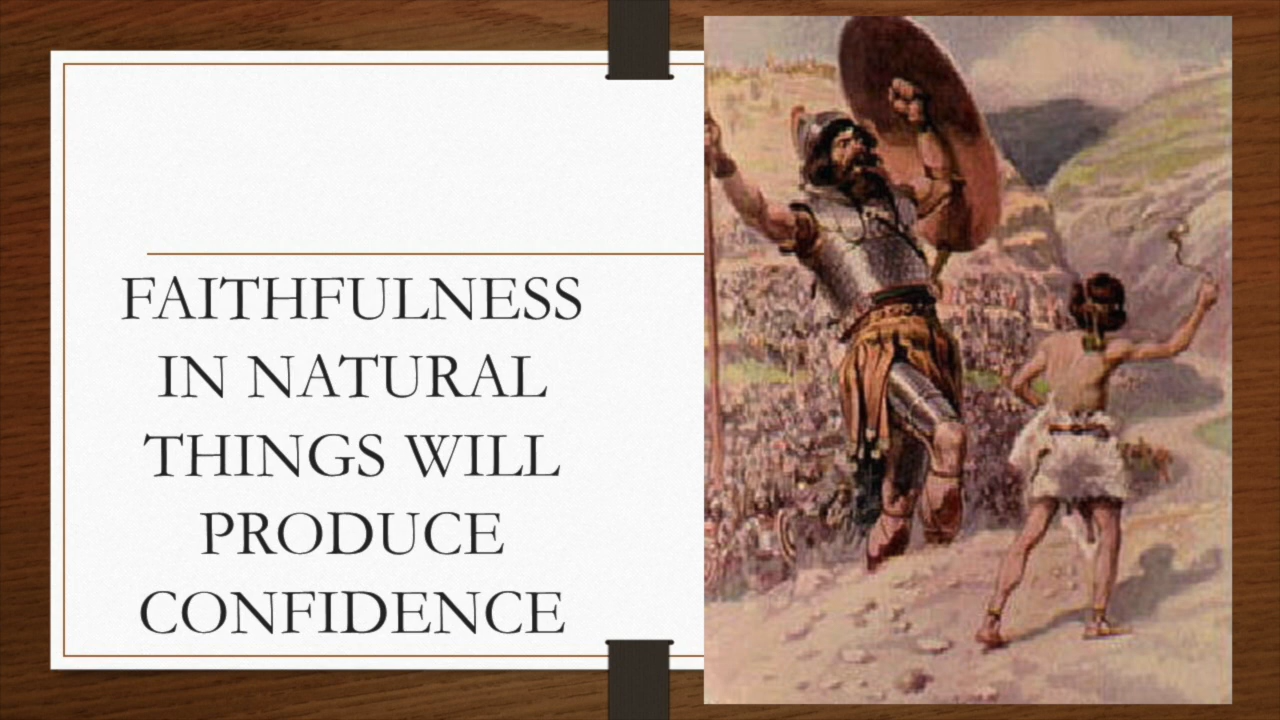 FAITHFULNESS
IN NATURAL
THINGS WILL
PRODUCE
CONFIDENCE